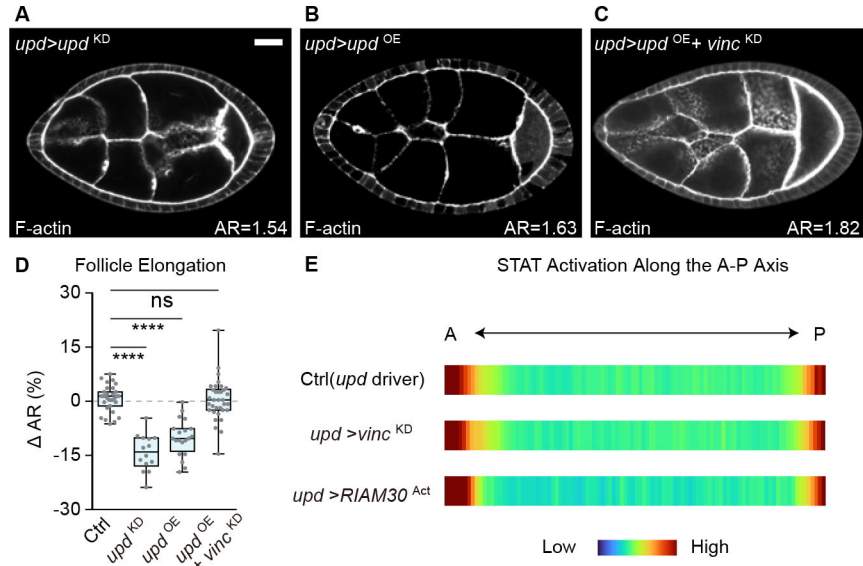 A
upd>upd KD
F-actin
AR=1.54
B
upd>upd OE
F-actin
AR=1.63
C
upd>upd OE+ vinc KD
F-actin
AR=1.82
D
Follicle Elongation
Δ AR (%)
30
15
0
-15
-30
ns
****
****
Ctrl
upd KD
upd OE
upd OE
+ vinc KD
E
STAT Activation Along the A-P Axis
A
P
Ctrl(upd driver)
upd >vinc KD
upd >RIAM30 Act
Low
High